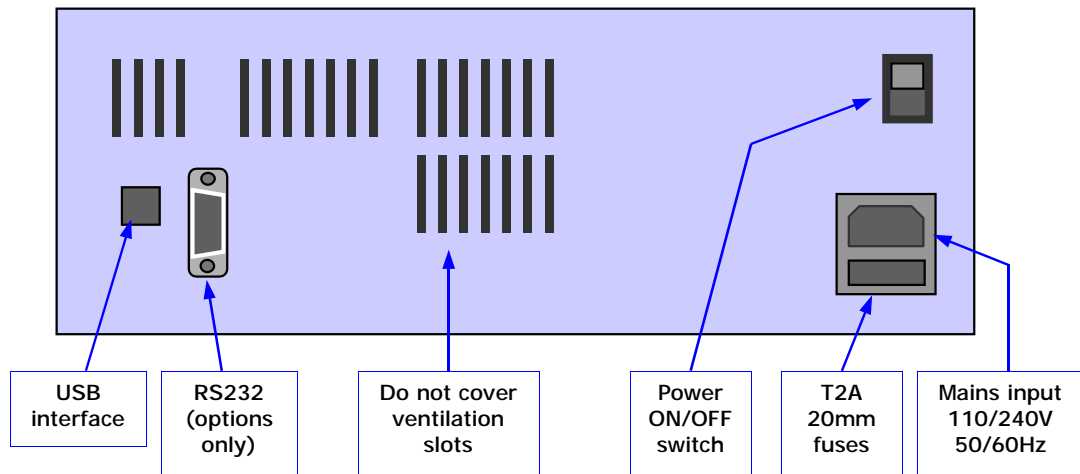 USB
interface
RS232
(options
only)
Do not cover
ventilation
slots
Power
ON/OFF
switch
T2A
20mm
fuses
Mains input
110/240V
50/60Hz